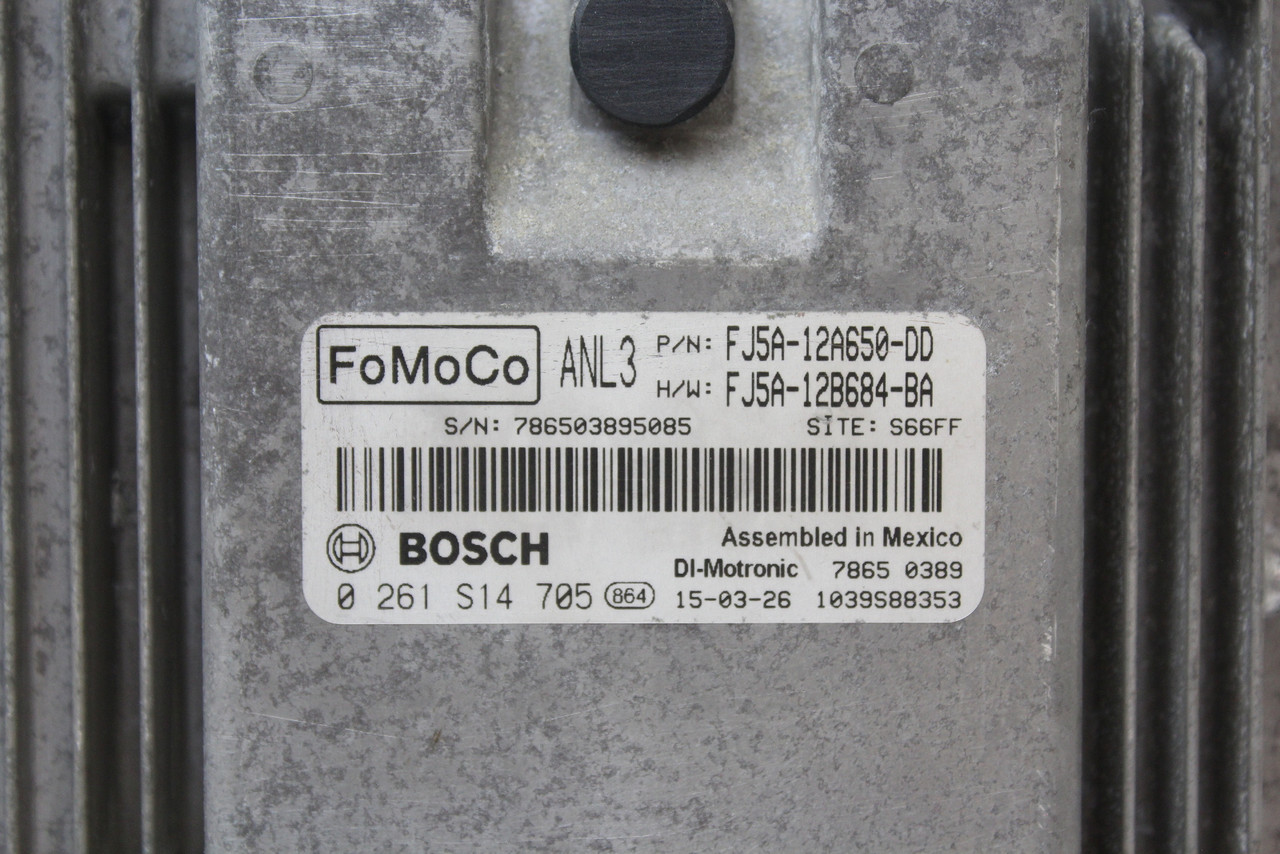 FoMoCo ANL3 P/N: FJ5A-12A650-DD
H/W: FJ5A-12B684-BA
S/N: 786503895085 SITE: S66FF
BOSCH Assembled in Mexico
DI-Motronic 7865 0389
0 261 S14 705 864 15-03-26 1039S88353